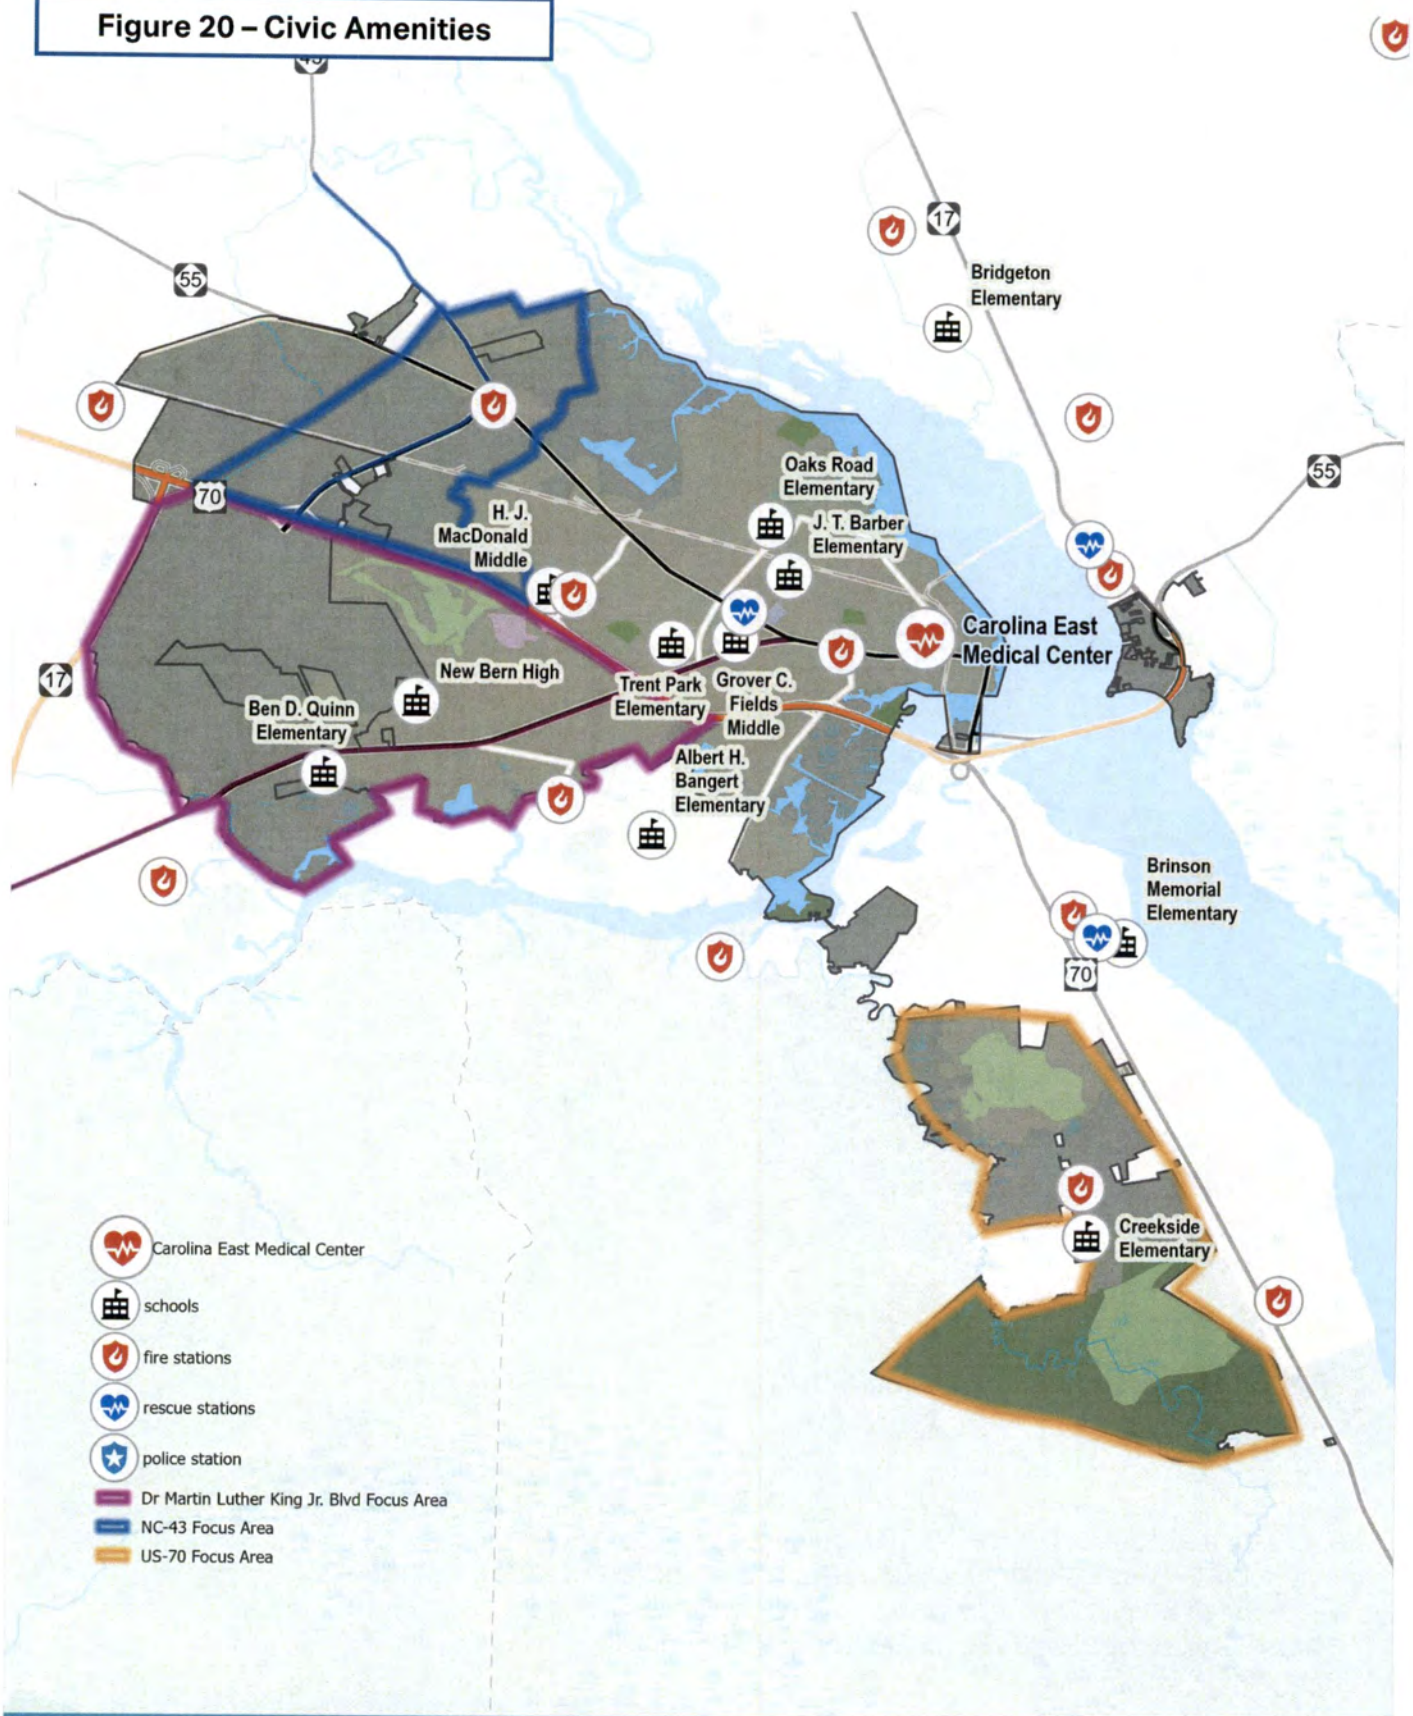 Figure 20 – Civic Amenities
43
17
55
Bridgeton
Elementary
55
Oaks Road
Elementary
70
H. J.
MacDonald
Middle
J. T. Barber
Elementary
Carolina East
Medical Center
17
New Bern High
Trent Park
Elementary
Grover C.
Fields
Middle
Ben D. Quinn
Elementary
Albert H.
Bangert
Elementary
Brinson
Memorial
Elementary
70
Creekside
Elementary
Carolina East Medical Center
schools
fire stations
rescue stations
police station
Dr Martin Luther King Jr. Blvd Focus Area
NC-43 Focus Area
US-70 Focus Area